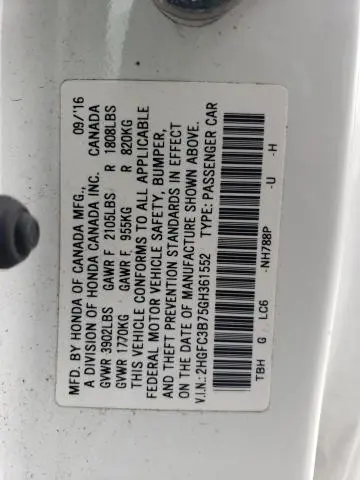 MFD. BY HONDA OF CANADA MFG., 09/'16
A DIVISION OF HONDA CANADA INC. CANADA
GVWR 3902LBS GAWR F 2105LBS R 1808LBS
GVWR 1770KG GAWR F 955KG R 820KG
THIS VEHICLE CONFORMS TO ALL APPLICABLE
FEDERAL MOTOR VEHICLE SAFETY, BUMPER,
AND THEFT PREVENTION STANDARDS IN EFFECT
ON THE DATE OF MANUFACTURE SHOWN ABOVE.
V.I.N: 2HGFC3B75GH361552 TYPE: PASSENGER CAR
TBH G LC6 -NH788P -U -H